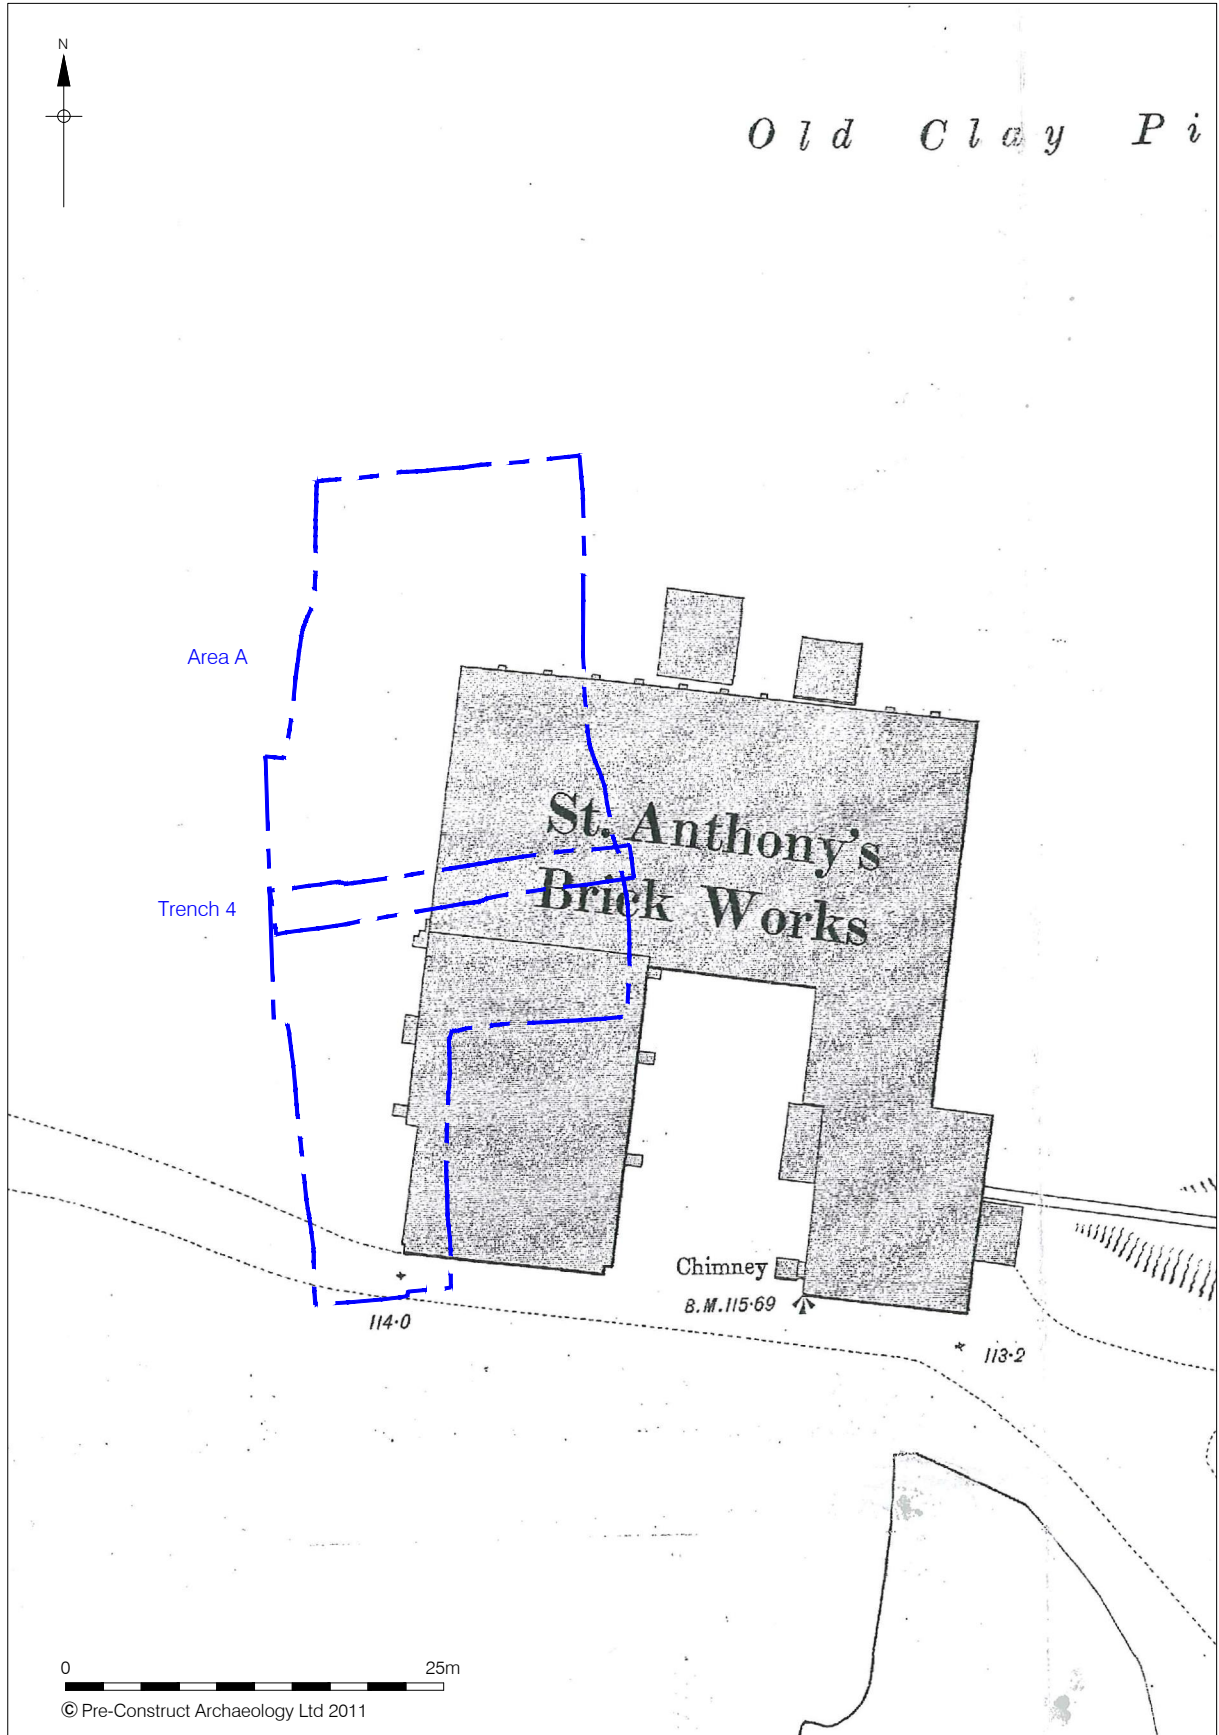 N
Old Clay Pi
Area A
St. Anthony's
Brick Works
Trench 4
Chimney
B.M.115·69
114·0
113·2
0 25m
© Pre-Construct Archaeology Ltd 2011